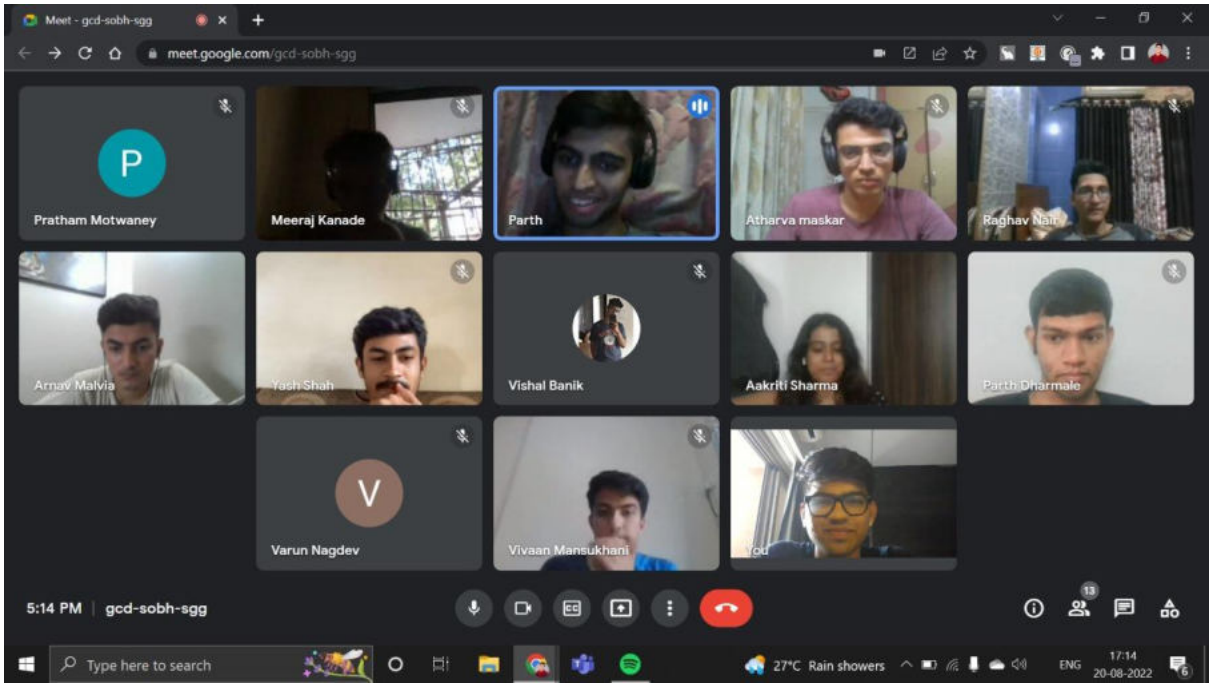 Meet - gcd-sobh-sgg
meet.google.com/gcd-sobh-sgg
P
Pratham Motwaney
Meeraj Kanade
Parth
Atharva maskar
Raghav Nair
Arnav Malvia
Yash Shah
Vishal Banik
Aakriti Sharma
Parth Dharmale
V
Varun Nagdev
Vivaan Mansukhani
You
5:14 PM | gcd-sobh-sgg
CC
13
Type here to search
27°C Rain showers
ENG
17:14
20-08-2022
6